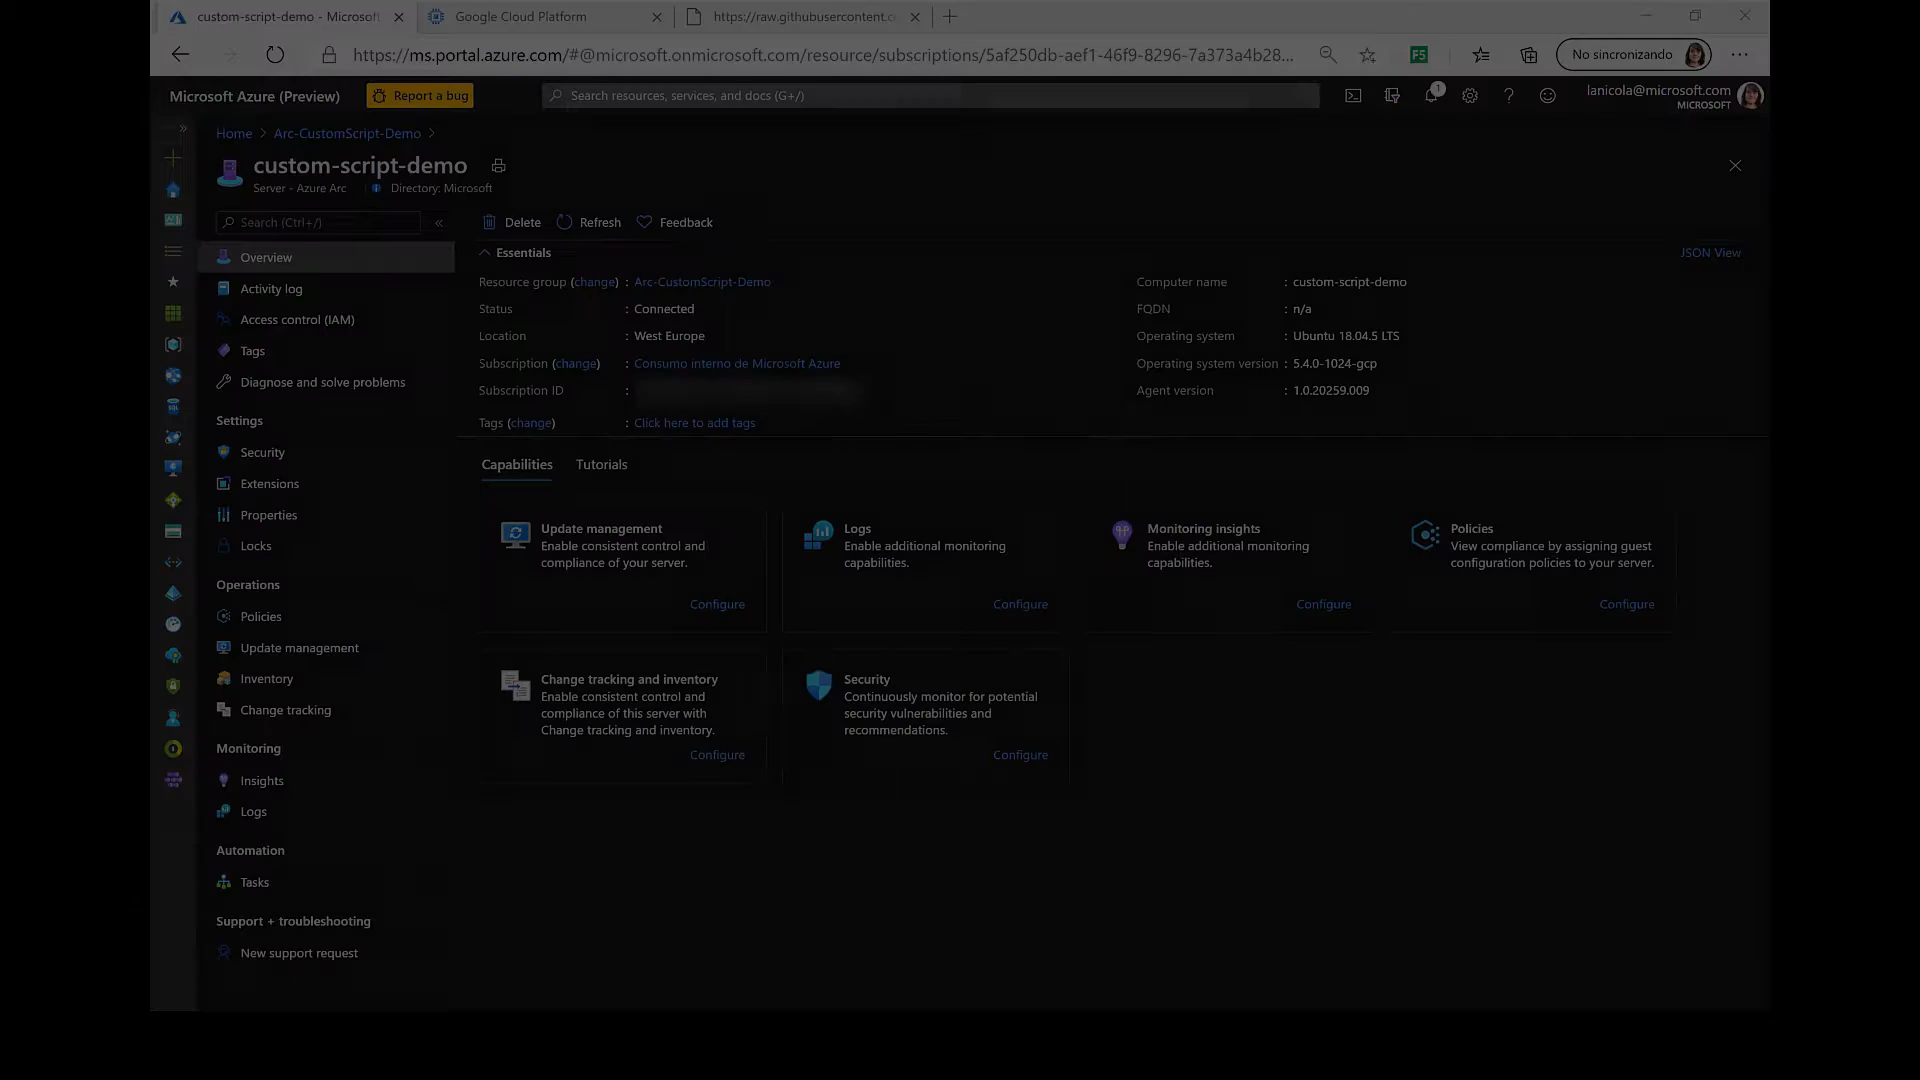 custom-script-demo - Microsoft
Google Cloud Platform
https://raw.githubusercontent.c
https://ms.portal.azure.com/#@microsoft.onmicrosoft.com/resource/subscriptions/5af250db-aef1-46f9-8296-7a373a4b28...
F5
No sincronizando
Microsoft Azure (Preview)
Report a bug
Search resources, services, and docs (G+/)
1
lanicola@microsoft.com
MICROSOFT
Home > Arc-CustomScript-Demo >
custom-script-demo
Server - Azure Arc
Directory: Microsoft
Search (Ctrl+/)
Delete
Refresh
Feedback
Overview
Activity log
Access control (IAM)
Tags
Diagnose and solve problems
Settings
Security
Extensions
Properties
Locks
Operations
Policies
Update management
Inventory
Change tracking
Monitoring
Insights
Logs
Automation
Tasks
Support + troubleshooting
New support request
Essentials
JSON View
Resource group (change) : Arc-CustomScript-Demo
Status : Connected
Location : West Europe
Subscription (change) : Consumo interno de Microsoft Azure
Subscription ID :
Tags (change) : Click here to add tags
Computer name : custom-script-demo
FQDN : n/a
Operating system : Ubuntu 18.04.5 LTS
Operating system version : 5.4.0-1024-gcp
Agent version : 1.0.20259.009
Capabilities
Tutorials
Update management
Enable consistent control and
compliance of your server.
Configure
Logs
Enable additional monitoring
capabilities.
Configure
Monitoring insights
Enable additional monitoring
capabilities.
Configure
Policies
View compliance by assigning guest
configuration policies to your server.
Configure
Change tracking and inventory
Enable consistent control and
compliance of this server with
Change tracking and inventory.
Configure
Security
Continuously monitor for potential
security vulnerabilities and
recommendations.
Configure